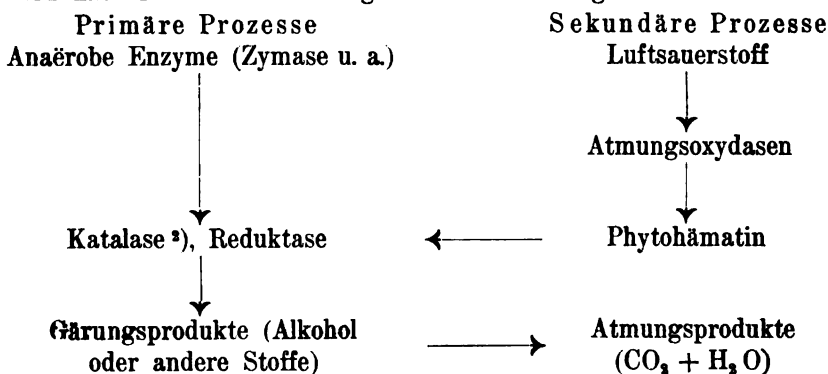 Primäre Prozesse
Anaërobe Enzyme (Zymase u. a.)
Katalase ²), Reduktase
Gärungsprodukte (Alkohol
oder andere Stoffe)
Sekundäre Prozesse
Luftsauerstoff
Atmungsoxydasen
Phytohämatin
Atmungsprodukte
(CO₂ + H₂ O)